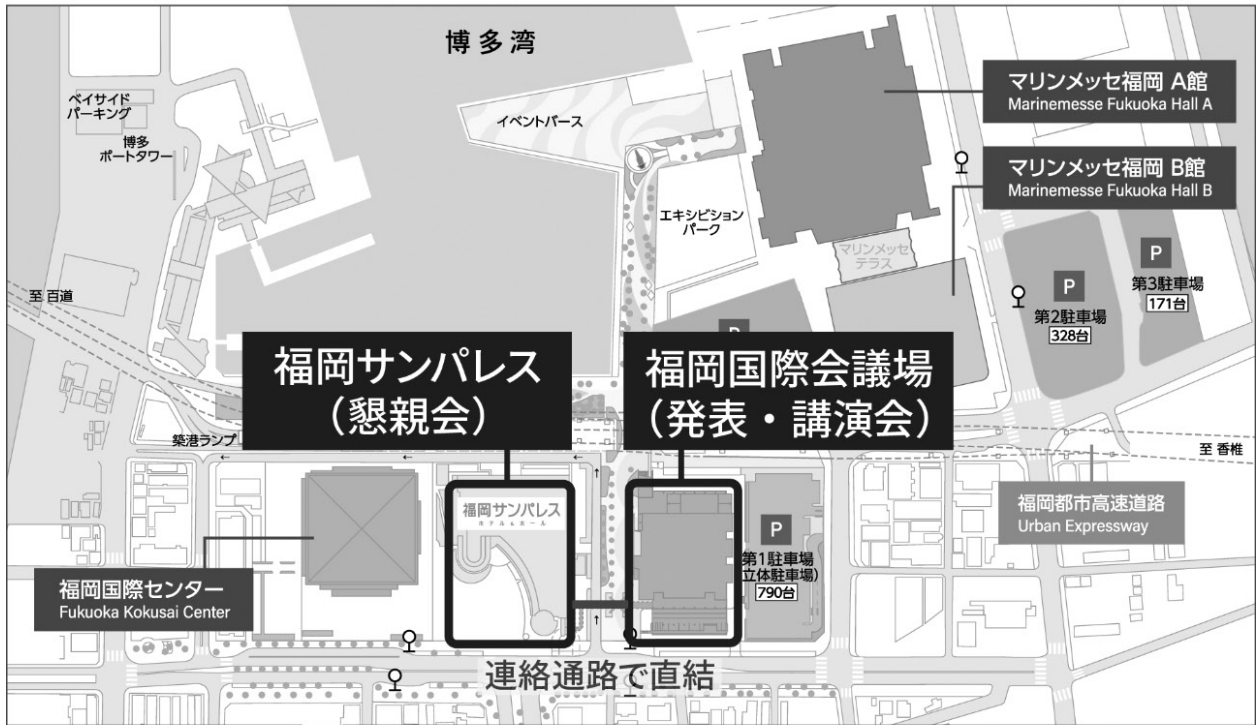 博多湾
ベイサイド
パーキング
博多
ポートタワー
イベントバース
エキシビション
パーク
マリンメッセ
テラス
マリンメッセ福岡 A館
Marinemesse Fukuoka Hall A
マリンメッセ福岡 B館
Marinemesse Fukuoka Hall B
P
第2駐車場
328台
P
第3駐車場
171台
至 百道
P
福岡サンパレス
（懇親会）
福岡国際会議場
（発表・講演会）
築港ランプ
至 香椎
福岡都市高速道路
Urban Expressway
福岡サンパレス
ホテル&ホール
P
第1駐車場
立体駐車場)
790台
福岡国際センター
Fukuoka Kokusai Center
連絡通路で直結